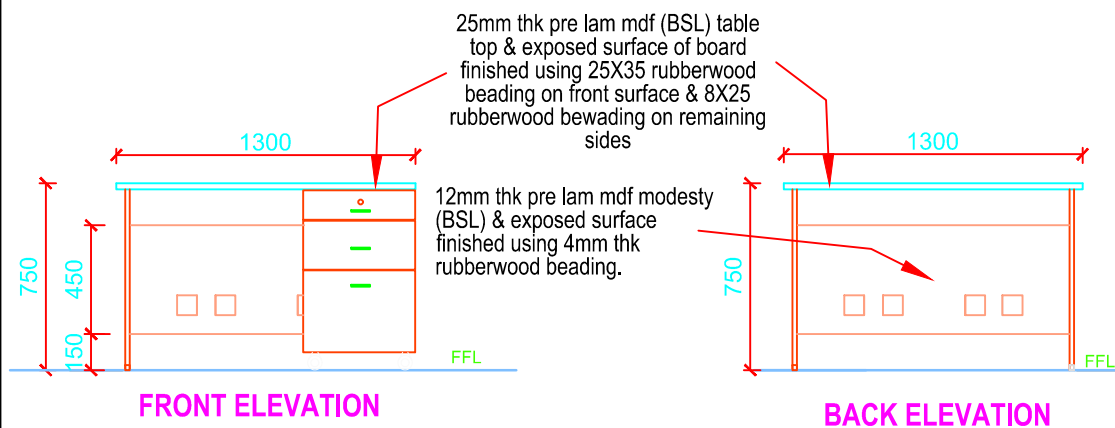 25mm thk pre lam mdf (BSL) table
top & exposed surface of board
finished using 25X35 rubberwood
beading on front surface & 8X25
rubberwood bewading on remaining
sides
1300
1300
12mm thk pre lam mdf modesty
(BSL) & exposed surface
finished using 4mm thk
rubberwood beading.
750
450
150
750
FFL
FFL
FRONT ELEVATION
BACK ELEVATION